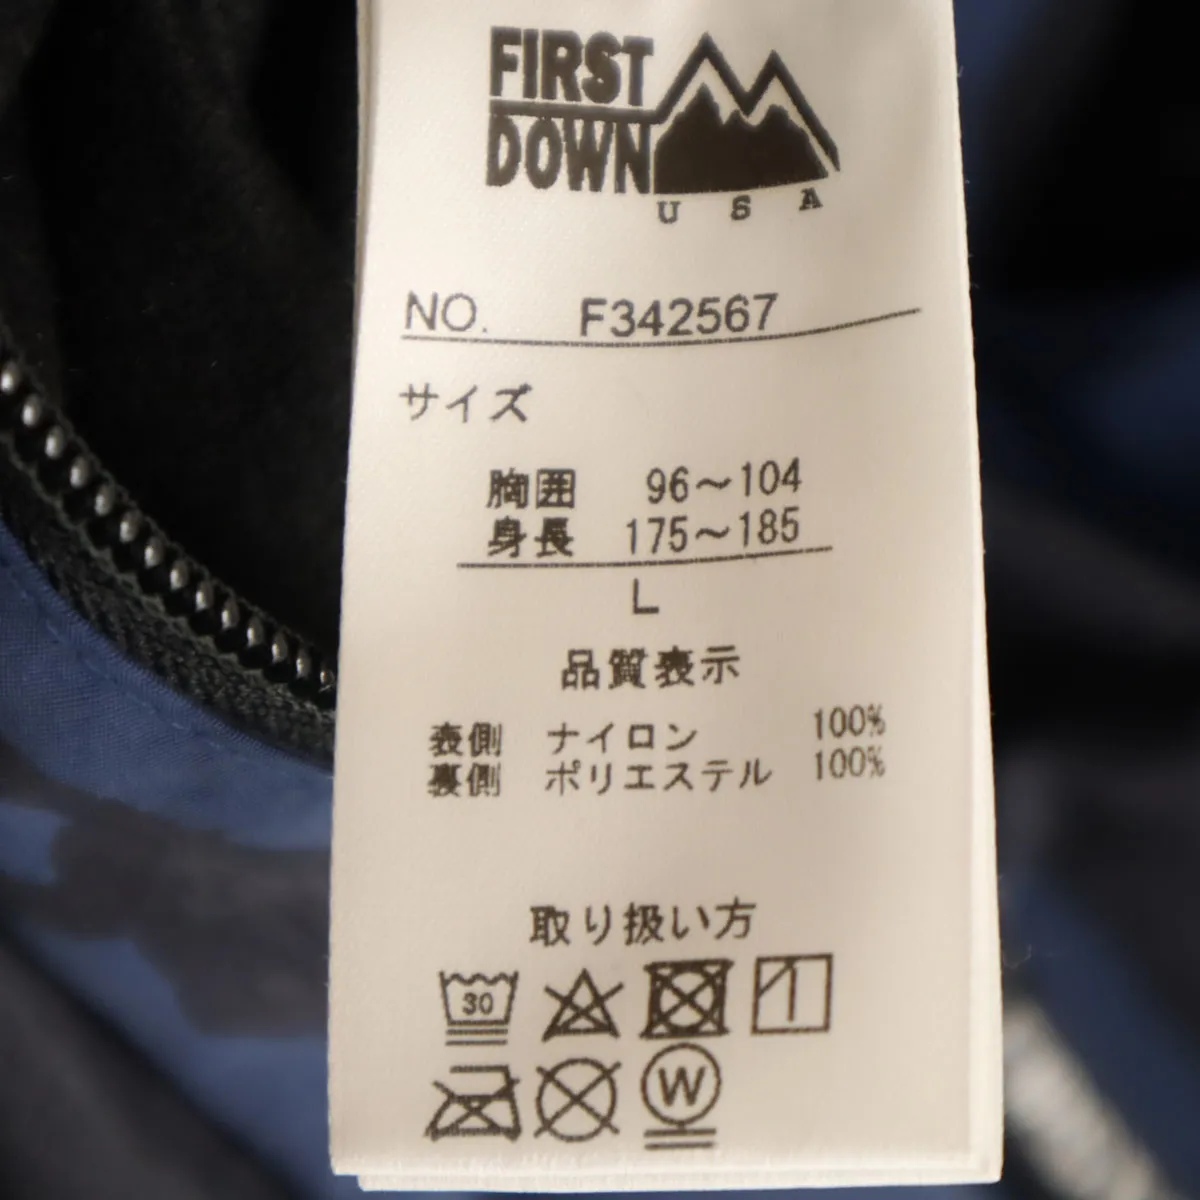 FIRST
DOWN
USA
NO. F342567
サイズ
胸囲 96～104
身長 175～185
L
品質表示
表側 ナイロン 100%
裏側 ポリエステル 100%
取り扱い方
30
W